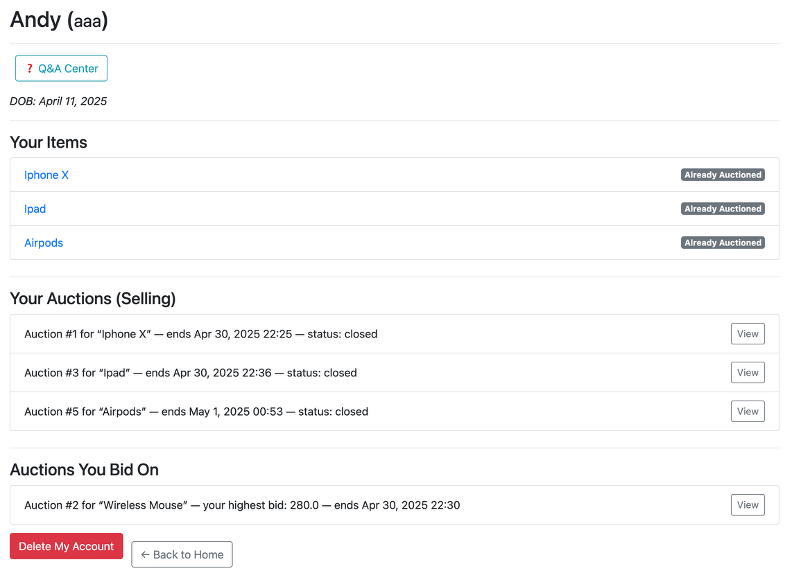 Andy (aaa)
❓ Q&A Center
DOB: April 11, 2025
Your Items
Iphone X Already Auctioned
Ipad Already Auctioned
Airpods Already Auctioned
Your Auctions (Selling)
Auction #1 for “Iphone X” — ends Apr 30, 2025 22:25 — status: closed View
Auction #3 for “Ipad” — ends Apr 30, 2025 22:36 — status: closed View
Auction #5 for “Airpods” — ends May 1, 2025 00:53 — status: closed View
Auctions You Bid On
Auction #2 for “Wireless Mouse” — your highest bid: 280.0 — ends Apr 30, 2025 22:30 View
Delete My Account ← Back to Home